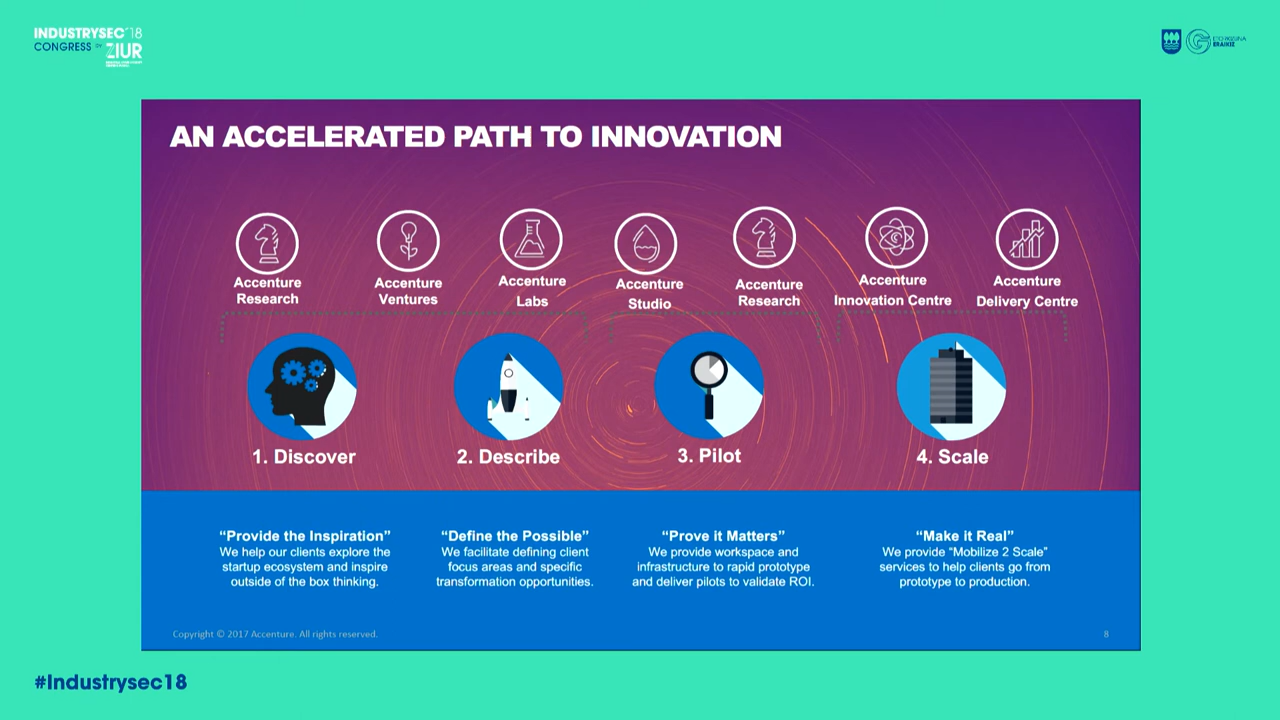 INDUSTRYSEC'18
CONGRESS BY ZIUR
AN ACCELERATED PATH TO INNOVATION
Accenture
Research
Accenture
Ventures
Accenture
Labs
Accenture
Studio
Accenture
Research
Accenture
Innovation Centre
Accenture
Delivery Centre
1. Discover
2. Describe
3. Pilot
4. Scale
“Provide the Inspiration”
We help our clients explore the
startup ecosystem and inspire
outside of the box thinking.
“Define the Possible”
We facilitate defining client
focus areas and specific
transformation opportunities.
“Prove it Matters”
We provide workspace and
infrastructure to rapid prototype
and deliver pilots to validate ROI.
“Make it Real”
We provide “Mobilize 2 Scale”
services to help clients go from
prototype to production.
Copyright © 2017 Accenture. All rights reserved.
8
#Industrysec18